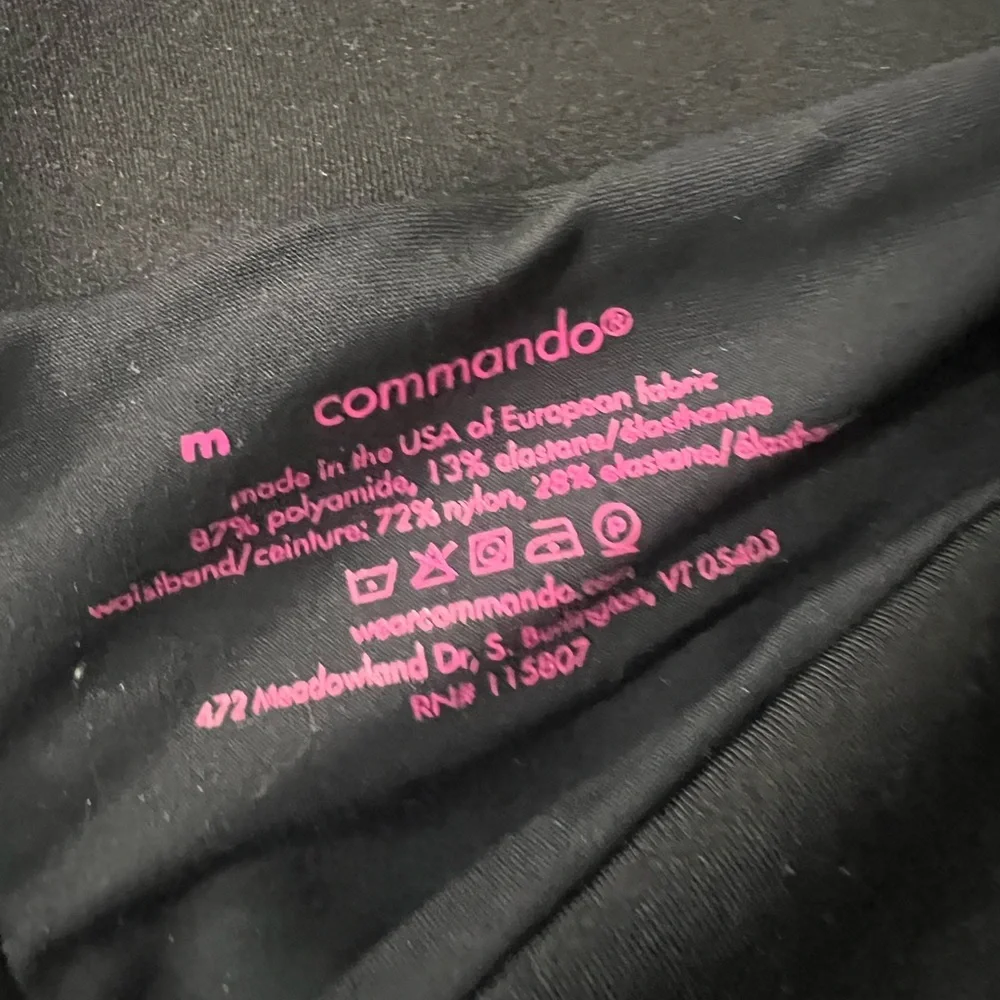 commando®
m
made in the USA of European fabric
87% polyamide, 13% elastane/élasthanne
waistband/ceinture: 72% nylon, 28% elastane/
wearcommando.com
472 Meadowland Dr, S. Burlington, VT 05403
RN# 115807